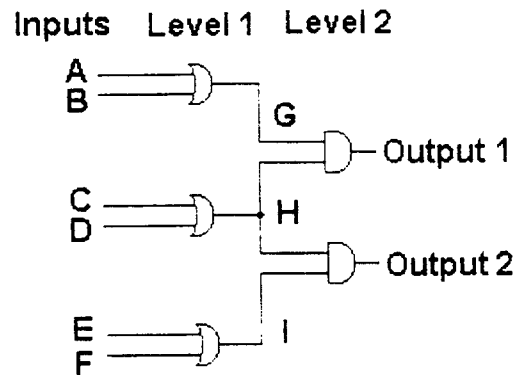 Inputs Level 1 Level 2
A
B
G
Output 1
C
H
D
Output 2
E
I
F